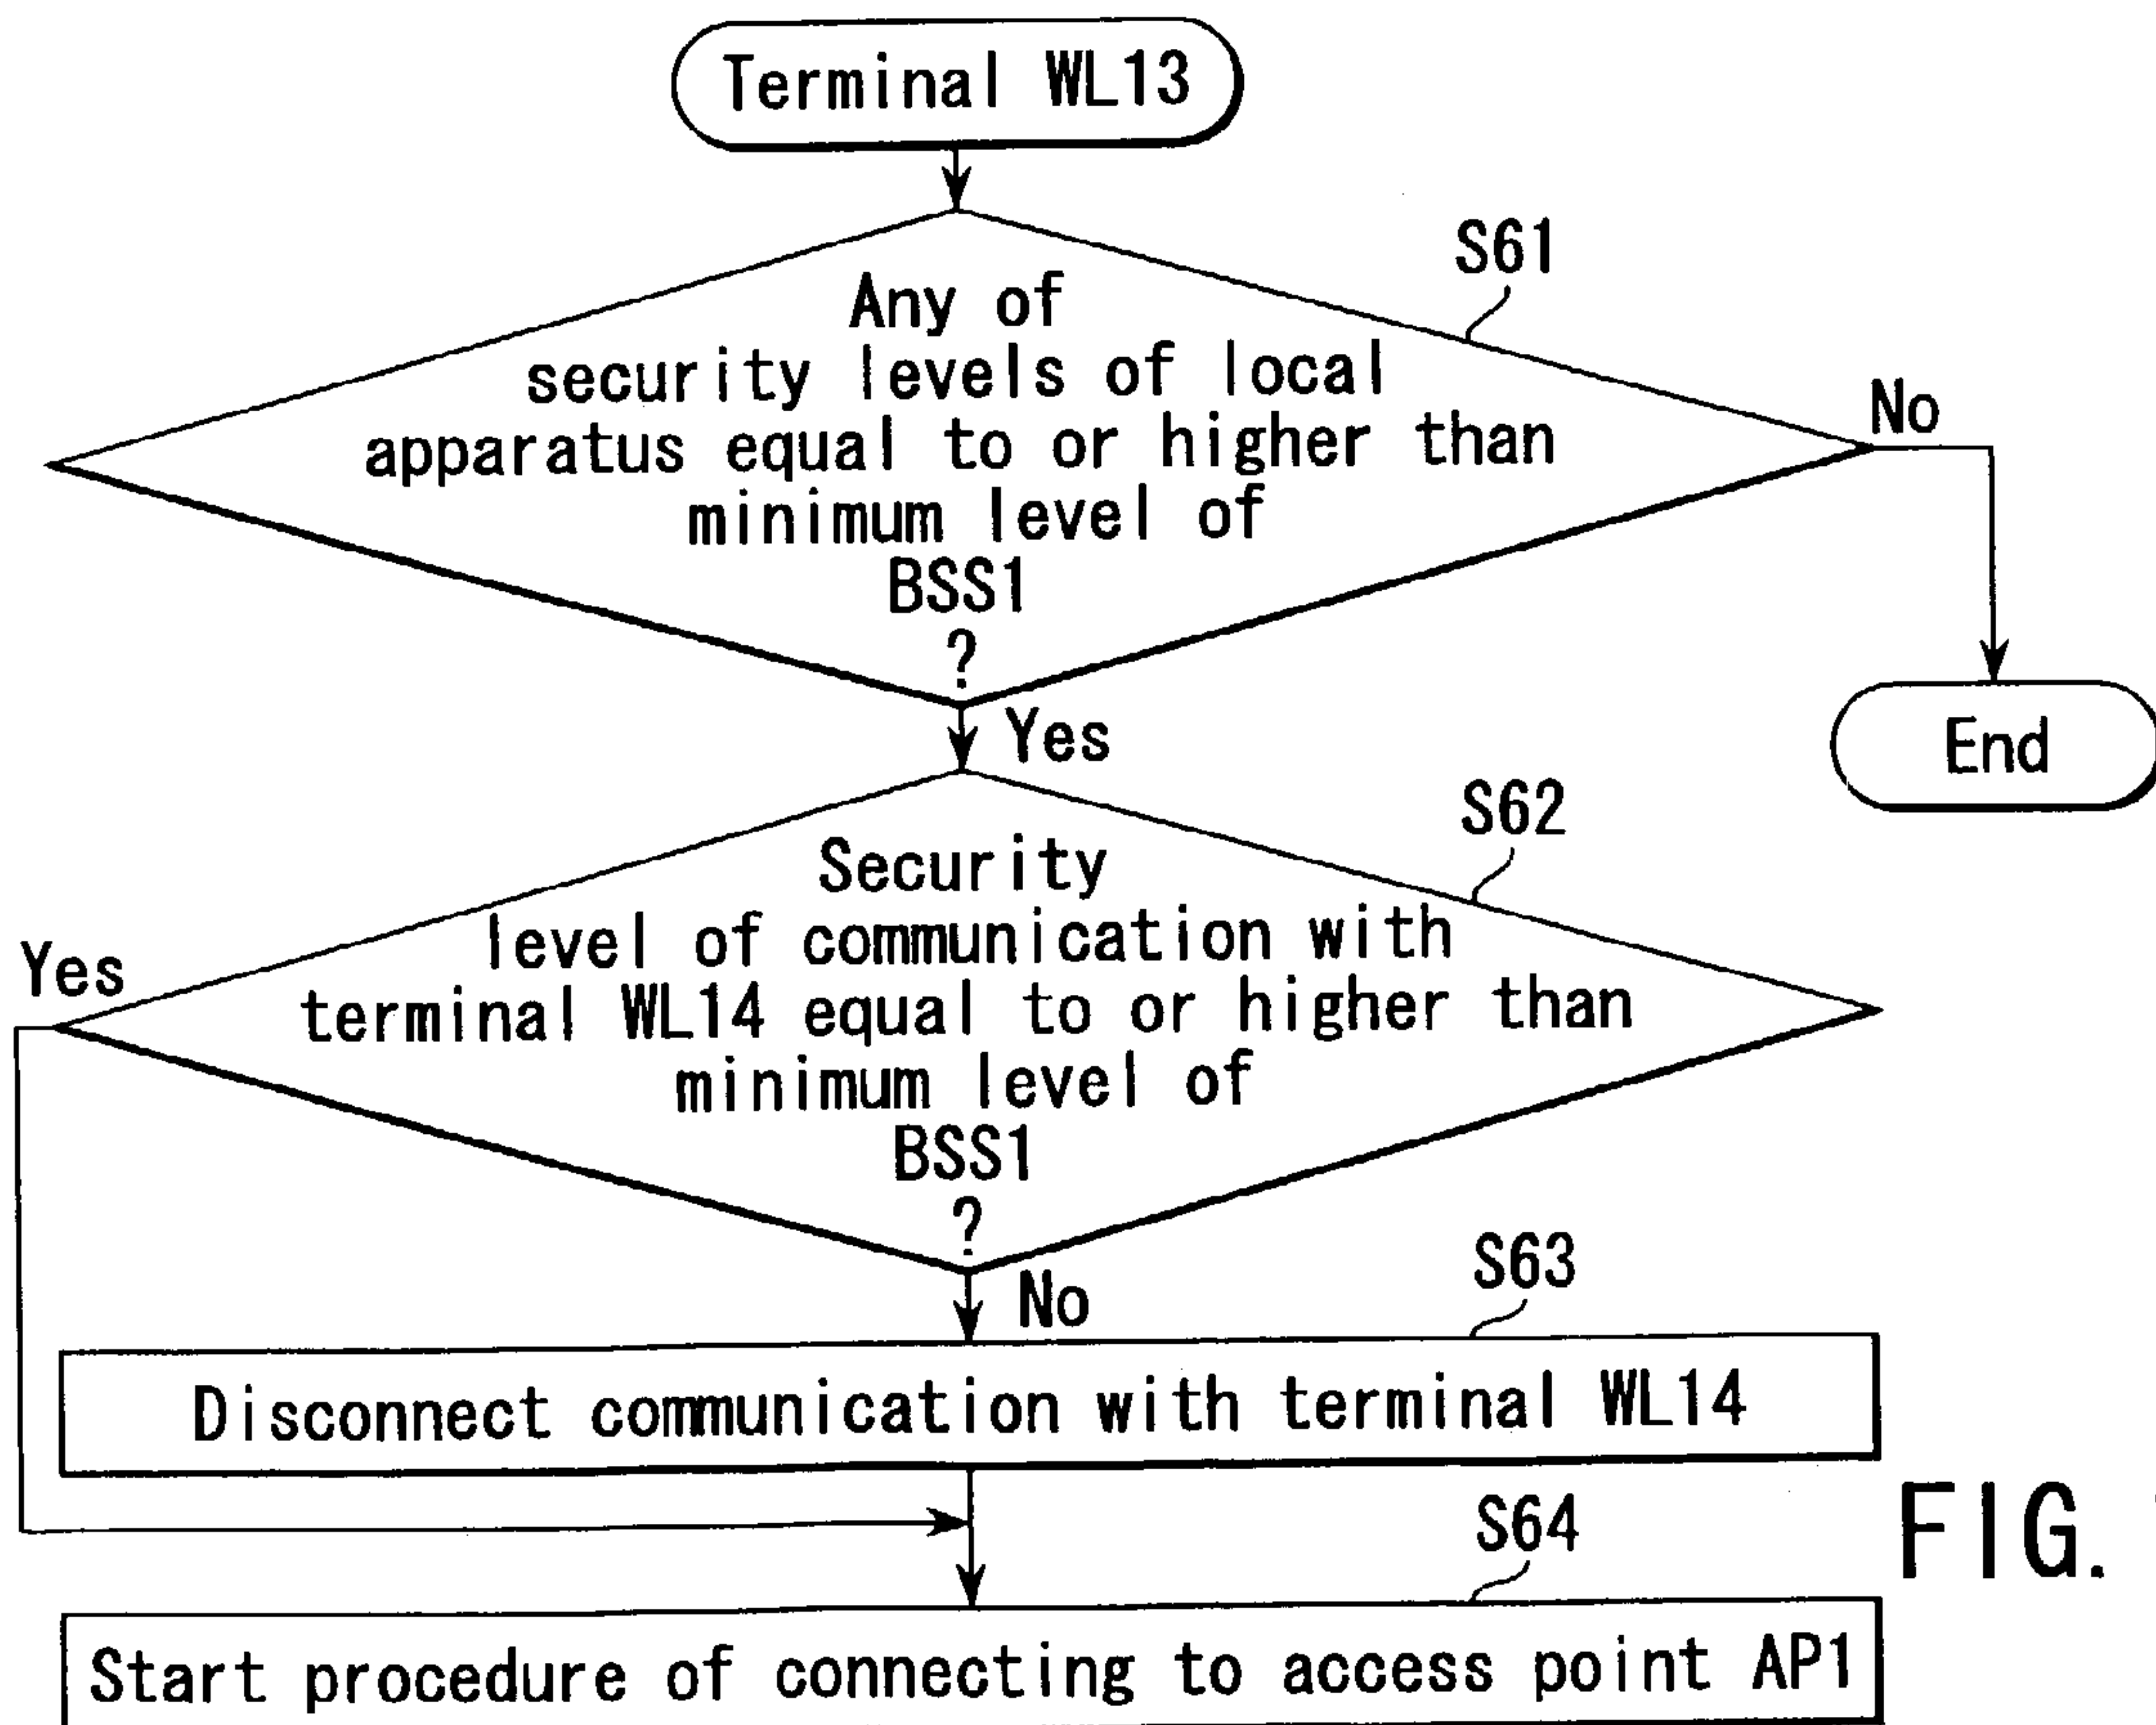 Terminal WL13
S61
Any of
security levels of local
apparatus equal to or higher than
minimum level of
BSS1
?
No
Yes
End
S62
Security
level of communication with
terminal WL14 equal to or higher than
minimum level of
BSS1
?
Yes
No
S63
Disconnect communication with terminal WL14
S64
FIG.
Start procedure of connecting to access point AP1